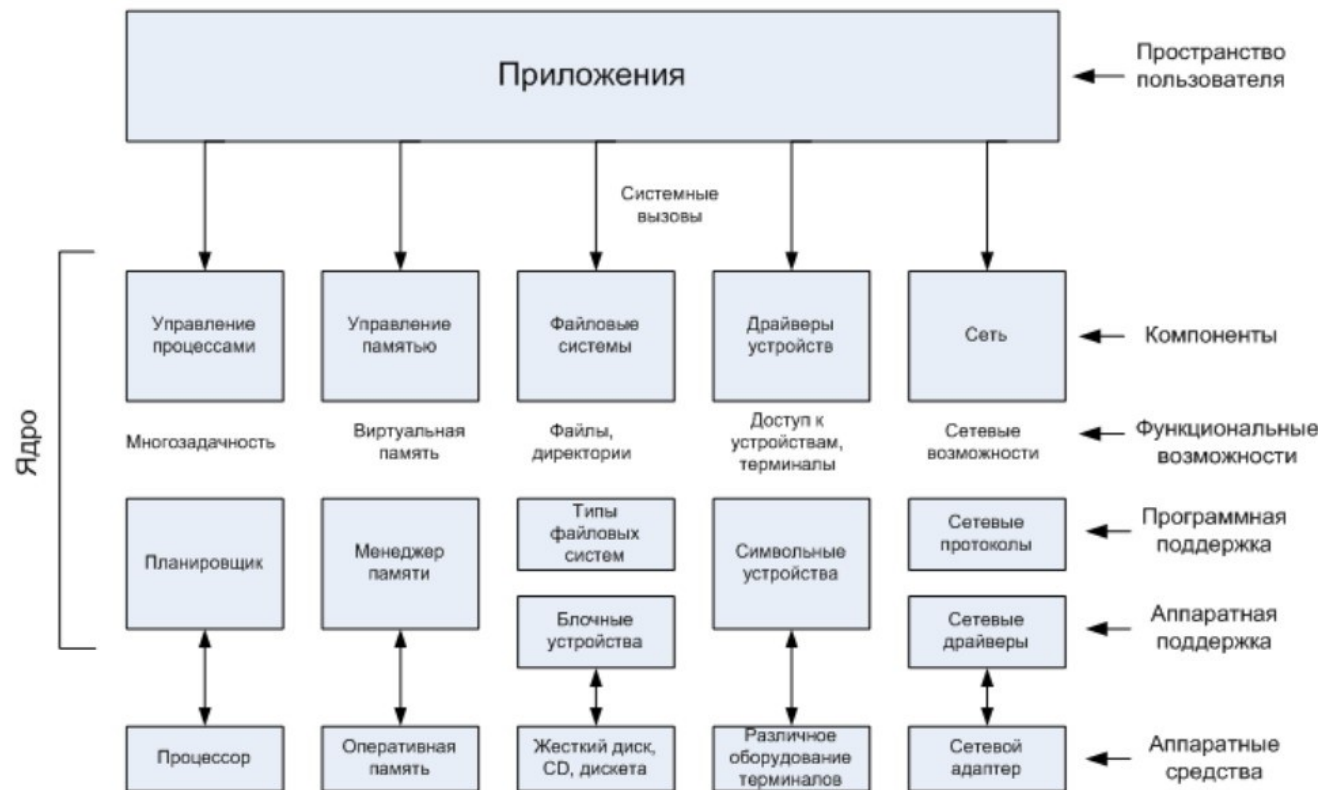 Приложения
Пространство
пользователя
Системные
вызовы
Ядро
Управление
процессами
Управление
памятью
Файловые
системы
Драйверы
устройств
Сеть
Компоненты
Многозадачность
Виртуальная
память
Файлы,
директории
Доступ к
устройствам,
терминалы
Сетевые
возможности
Функциональные
возможности
Планировщик
Менеджер
памяти
Типы
файловых
систем
Символьные
устройства
Сетевые
протоколы
Программная
поддержка
Блочные
устройства
Сетевые
драйверы
Аппаратная
поддержка
Процессор
Оперативная
память
Жесткий диск,
CD, дискета
Различное
оборудование
терминалов
Сетевой
адаптер
Аппаратные
средства